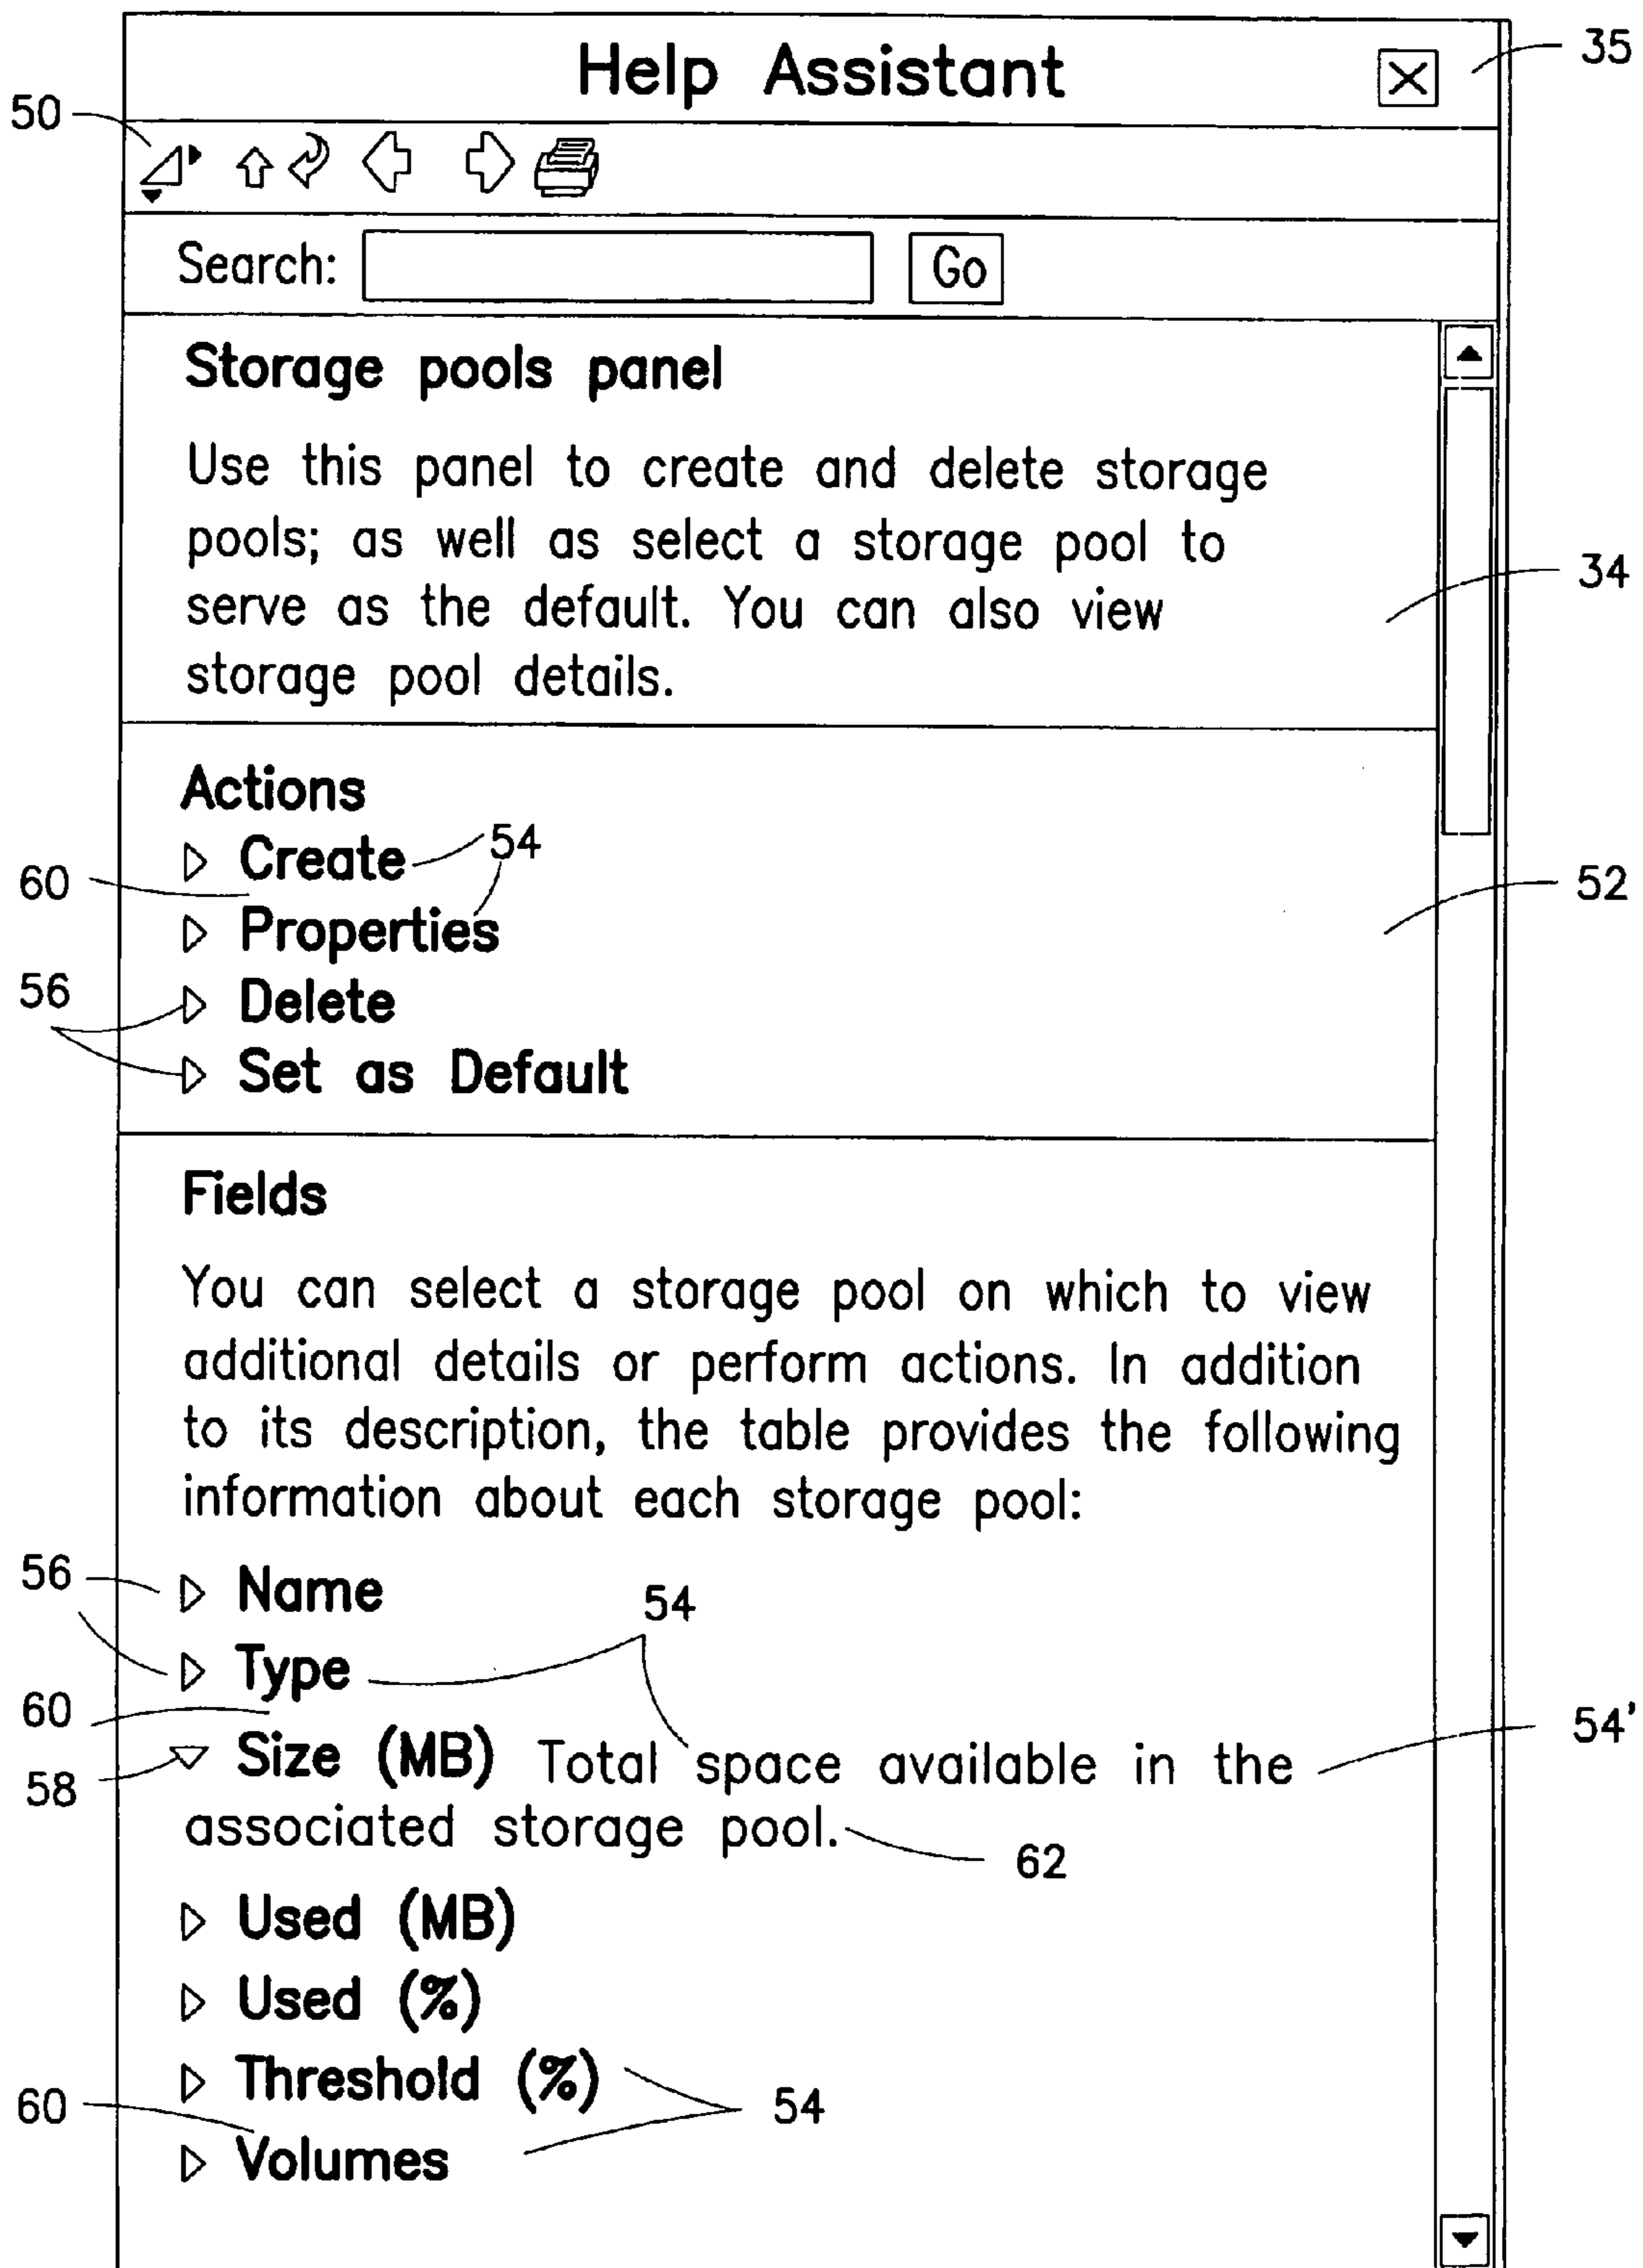 Help Assistant
35
50
Search: Go
Storage pools panel
Use this panel to create and delete storage
pools; as well as select a storage pool to
serve as the default. You can also view
storage pool details.
34
Actions
Create
54
60
Properties
52
56
Delete
Set as Default
Fields
You can select a storage pool on which to view
additional details or perform actions. In addition
to its description, the table provides the following
information about each storage pool:
56
Name
54
Type
60
54'
Size (MB) Total space available in the
58
associated storage pool.
62
Used (MB)
Used (%)
Threshold (%)
60
54
Volumes